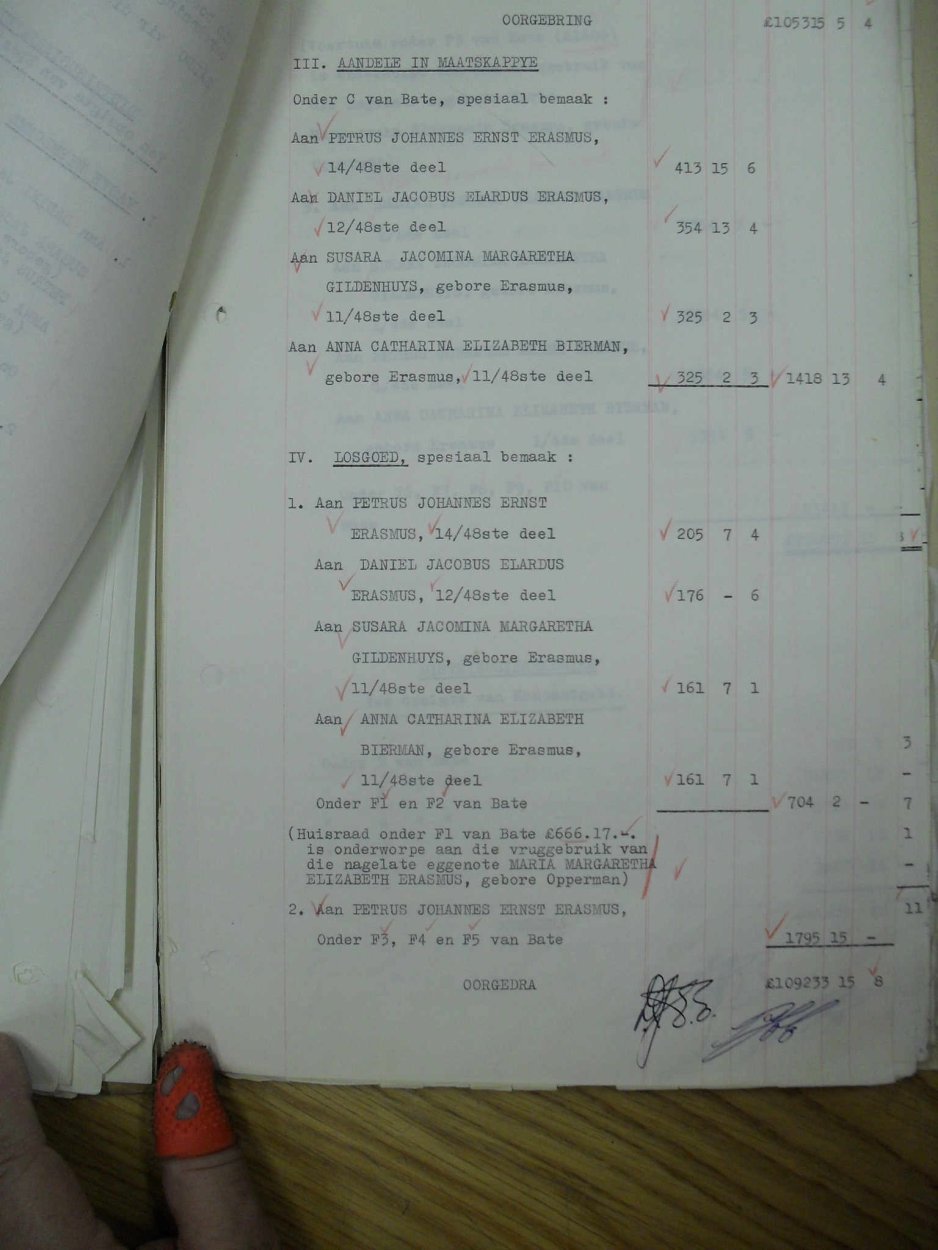 OORGEBRING £105315 5 4
III. AANDELE IN MAATSKAPPYE
Onder C van Bate, spesiaal bemaak :
Aan PETRUS JOHANNES ERNST ERASMUS,
14/48ste deel 413 15 6
Aan DANIEL JACOBUS ELARDUS ERASMUS,
12/48ste deel 354 13 4
Aan SUSARA JACOMINA MARGARETHA
GILDENHUYS, gebore Erasmus,
11/48ste deel 325 2 3
Aan ANNA CATHARINA ELIZABETH BIERMAN,
gebore Erasmus, 11/48ste deel 325 2 3 1418 13 4
IV. LOSGOED, spesiaal bemaak :
1. Aan PETRUS JOHANNES ERNST
ERASMUS, 14/48ste deel 205 7 4
Aan DANIEL JACOBUS ELARDUS
ERASMUS, 12/48ste deel 176 - 6
Aan SUSARA JACOMINA MARGARETHA
GILDENHUYS, gebore Erasmus,
11/48ste deel 161 7 1
Aan ANNA CATHARINA ELIZABETH
BIERMAN, gebore Erasmus,
11/48ste deel 161 7 1
Onder F1 en F2 van Bate 704 2 -
(Huisraad onder F1 van Bate £666.17.-.
is onderworpe aan die vruggebruik van
die nagelate eggenote MARIA MARGARETHA
ELIZABETH ERASMUS, gebore Opperman)
2. Aan PETRUS JOHANNES ERNST ERASMUS,
Onder F3, F4 en F5 van Bate 1795 15 -
OORGEDRA £109233 15 8
3
-
7
1
-
11